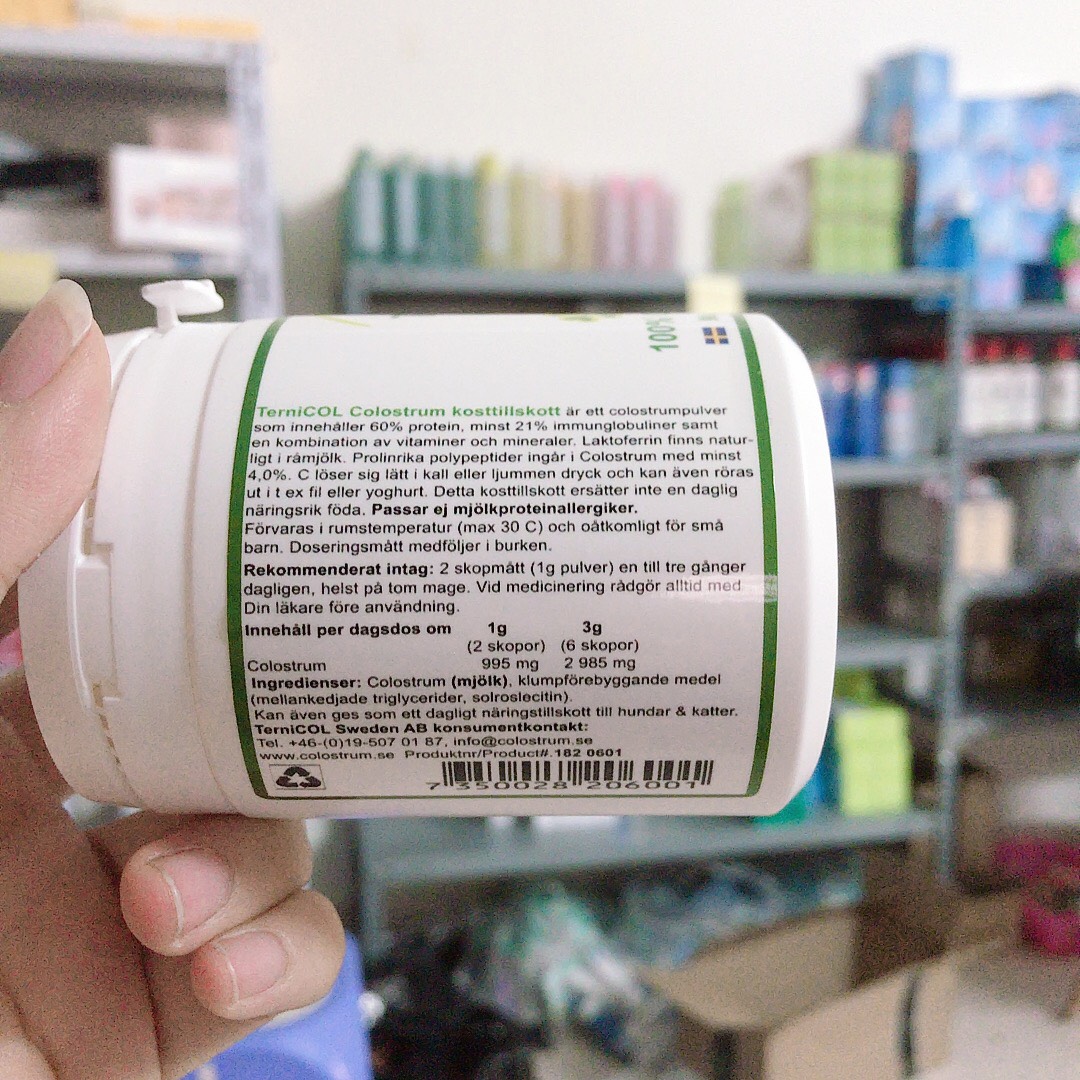 100%
TerniCOL Colostrum kosttillskott är ett colostrumpulver
som innehåller 60% protein, minst 21% immunglobuliner samt
en kombination av vitaminer och mineraler. Laktoferrin finns natur-
ligt i råmjölk. Prolinrika polypeptider ingår i Colostrum med minst
4,0%. C löser sig lätt i kall eller ljummen dryck och kan även röras
ut i t ex fil eller yoghurt. Detta kosttillskott ersätter inte en daglig
näringsrik föda. Passar ej mjölkproteinallergiker.
Förvaras i rumstemperatur (max 30 C) och oåtkomligt för små
barn. Doseringsmått medföljer i burken.
Rekommenderat intag: 2 skopmått (1g pulver) en till tre gånger
dagligen, helst på tom mage. Vid medicinering rådgör alltid med
Din läkare före användning.
Innehåll per dagsdos om 1g 3g
(2 skopor) (6 skopor)
Colostrum 995 mg 2 985 mg
Ingredienser: Colostrum (mjölk), klumpförebyggande medel
(mellankedjade triglycerider, solroslecitin).
Kan även ges som ett dagligt näringstillskott till hundar & katter.
TerniCOL Sweden AB konsumentkontakt:
Tel. +46-(0)19-507 01 87, info@colostrum.se
www.colostrum.se Produktnr/Product#.182 0601
7 350028 206001